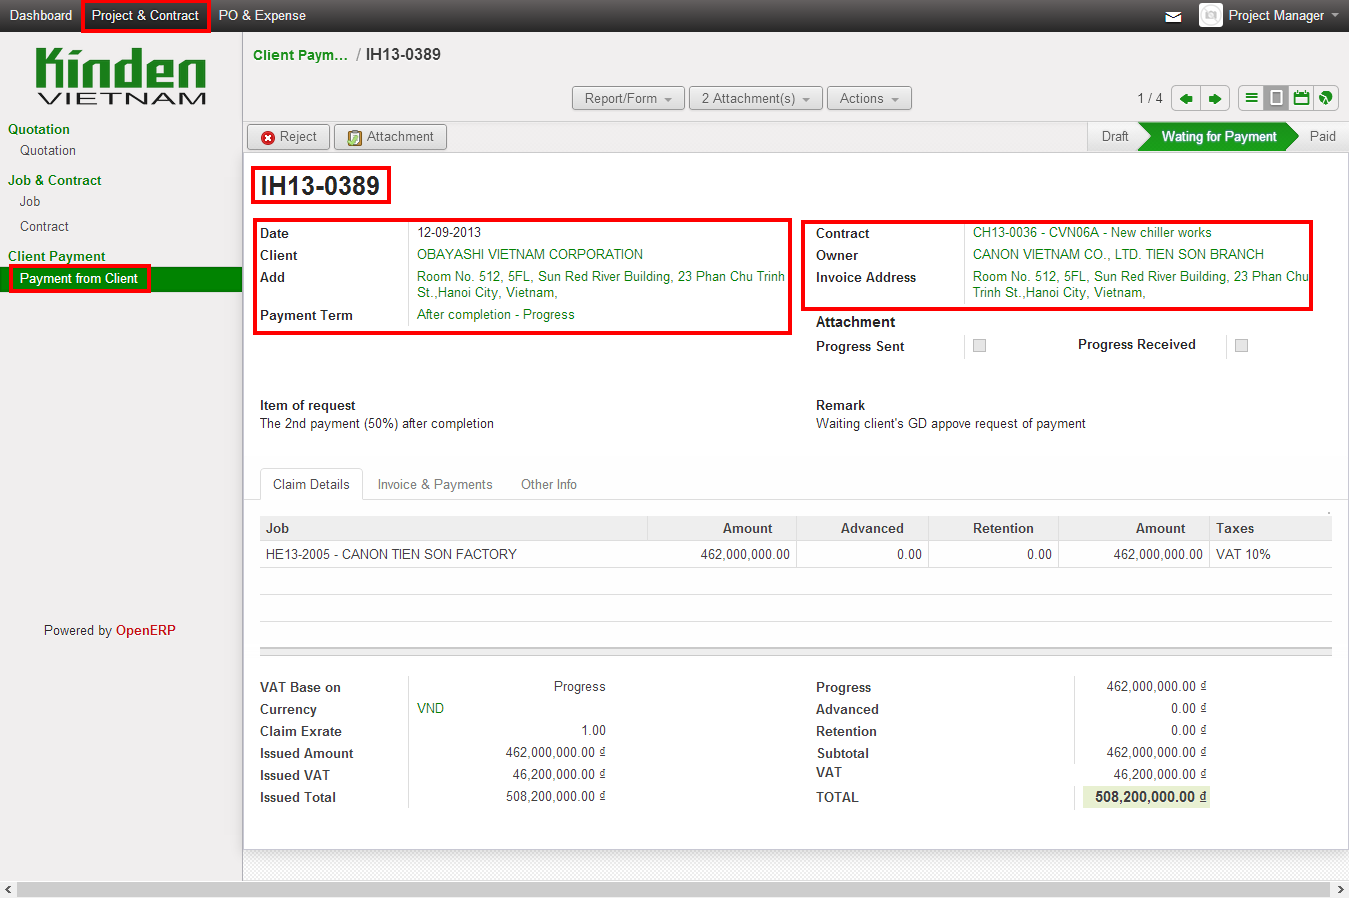 Dashboard Project & Contract PO & Expense Project Manager
Kinden
VIETNAM
Client Paym... / IH13-0389
Report/Form 2 Attachment(s) Actions 1 / 4
Quotation
Quotation
Job & Contract
Job
Contract
Client Payment
Payment from Client
Powered by OpenERP
Reject Attachment Draft Wating for Payment Paid
IH13-0389
Date 12-09-2013
Client OBAYASHI VIETNAM CORPORATION
Add Room No. 512, 5FL, Sun Red River Building, 23 Phan Chu Trinh
St.,Hanoi City, Vietnam,
Payment Term After completion - Progress
Contract CH13-0036 - CVN06A - New chiller works
Owner CANON VIETNAM CO., LTD. TIEN SON BRANCH
Invoice Address Room No. 512, 5FL, Sun Red River Building, 23 Phan Chu
Trinh St.,Hanoi City, Vietnam,
Attachment
Progress Sent Progress Received
Item of request
The 2nd payment (50%) after completion
Remark
Waiting client's GD appove request of payment
Claim Details Invoice & Payments Other Info
Job Amount Advanced Retention Amount Taxes
HE13-2005 - CANON TIEN SON FACTORY 462,000,000.00 0.00 0.00 462,000,000.00 VAT 10%
VAT Base on Progress
Currency VND
Claim Exrate 1.00
Issued Amount 462,000,000.00 ₫
Issued VAT 46,200,000.00 ₫
Issued Total 508,200,000.00 ₫
Progress 462,000,000.00 ₫
Advanced 0.00 ₫
Retention 0.00 ₫
Subtotal 462,000,000.00 ₫
VAT 46,200,000.00 ₫
TOTAL 508,200,000.00 ₫